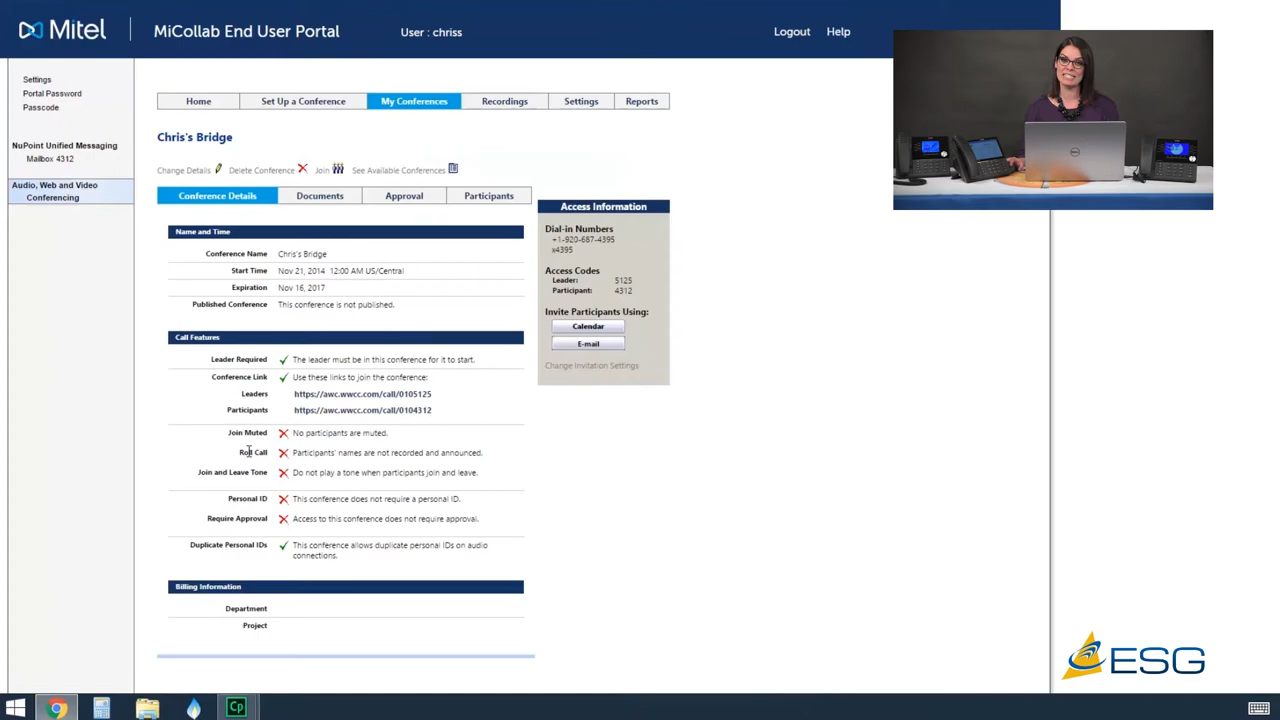 Mitel
MiCollab End User Portal
User : chriss
Logout
Help
Settings
Portal Password
Passcode
NuPoint Unified Messaging
Mailbox 4312
Audio, Web and Video
Conferencing
Home
Set Up a Conference
My Conferences
Recordings
Settings
Reports
Chris's Bridge
Change Details
Delete Conference
Join
See Available Conferences
Conference Details
Documents
Approval
Participants
Name and Time
Conference Name Chris's Bridge
Start Time Nov 21, 2014 12:00 AM US/Central
Expiration Nov 16, 2017
Published Conference This conference is not published.
Call Features
Leader Required The leader must be in this conference for it to start.
Conference Link Use these links to join the conference:
Leaders https://awc.wwcc.com/call/0105125
Participants https://awc.wwcc.com/call/0104312
Join Muted No participants are muted.
Roll Call Participants' names are not recorded and announced.
Join and Leave Tone Do not play a tone when participants join and leave.
Personal ID This conference does not require a personal ID.
Require Approval Access to this conference does not require approval.
Duplicate Personal IDs This conference allows duplicate personal IDs on audio
connections.
Billing Information
Department
Project
Access Information
Dial-in Numbers
+1-920-687-4395
x4395
Access Codes
Leader: 5125
Participant: 4312
Invite Participants Using:
Calendar
E-mail
Change Invitation Settings
ESG
Cp